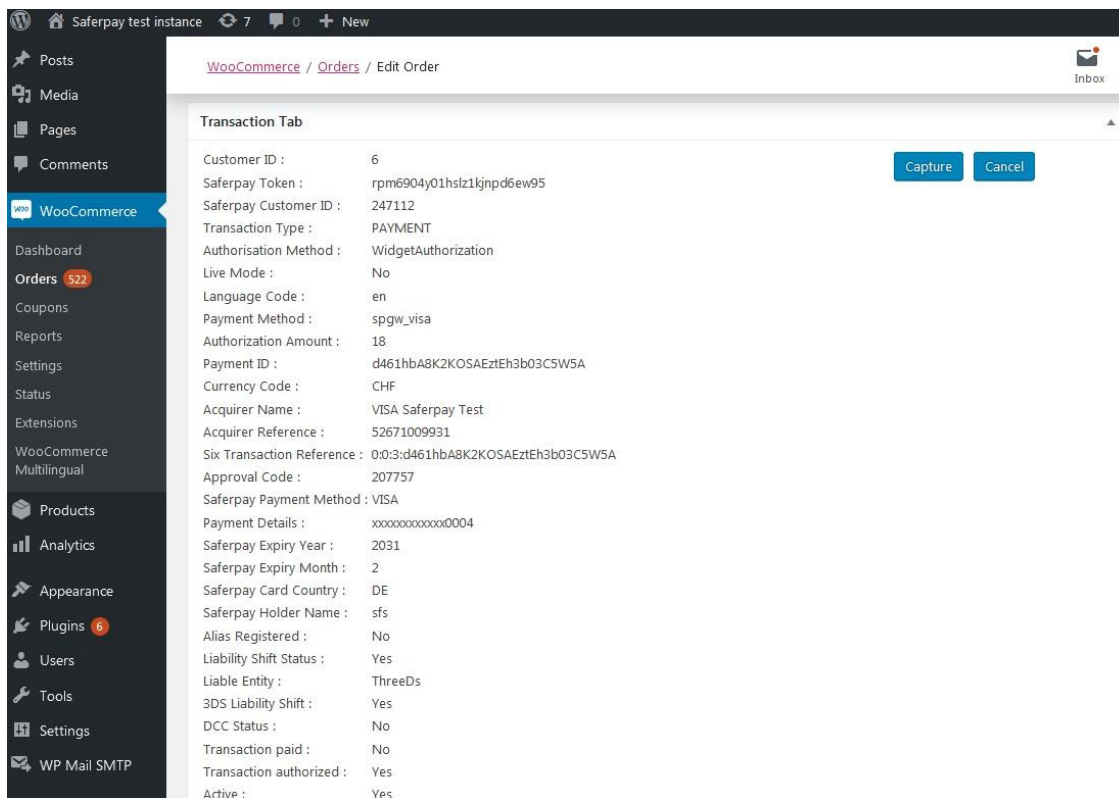 Saferpay test instance 7 0 + New
Posts
Media
Pages
Comments
WOO WooCommerce
Dashboard
Orders 522
Coupons
Reports
Settings
Status
Extensions
WooCommerce
Multilingual
Products
Analytics
Appearance
Plugins 6
Users
Tools
Settings
WP Mail SMTP
WooCommerce / Orders / Edit Order
Inbox
Transaction Tab
Capture Cancel
Customer ID : 6
Saferpay Token : rpm6904y01hslz1kjnpd6ew95
Saferpay Customer ID : 247112
Transaction Type : PAYMENT
Authorisation Method : WidgetAuthorization
Live Mode : No
Language Code : en
Payment Method : spgw_visa
Authorization Amount : 18
Payment ID : d461hbA8K2KOSAEztEh3b03C5W5A
Currency Code : CHF
Acquirer Name : VISA Saferpay Test
Acquirer Reference : 52671009931
Six Transaction Reference : 0:0:3:d461hbA8K2KOSAEztEh3b03C5W5A
Approval Code : 207757
Saferpay Payment Method : VISA
Payment Details : xxxxxxxxxxxx0004
Saferpay Expiry Year : 2031
Saferpay Expiry Month : 2
Saferpay Card Country : DE
Saferpay Holder Name : sfs
Alias Registered : No
Liability Shift Status : Yes
Liable Entity : ThreeDs
3DS Liability Shift : Yes
DCC Status : No
Transaction paid : No
Transaction authorized : Yes
Active : Yes